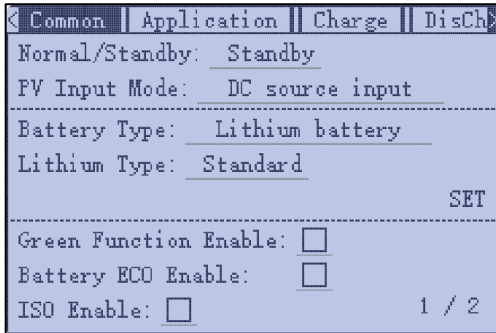 Common Application Charge DisCh
Normal/Standby: Standby
PV Input Mode: DC source input
Battery Type: Lithium battery
Lithium Type: Standard
SET
Green Function Enable:
Battery ECO Enable:
ISO Enable:
1 / 2